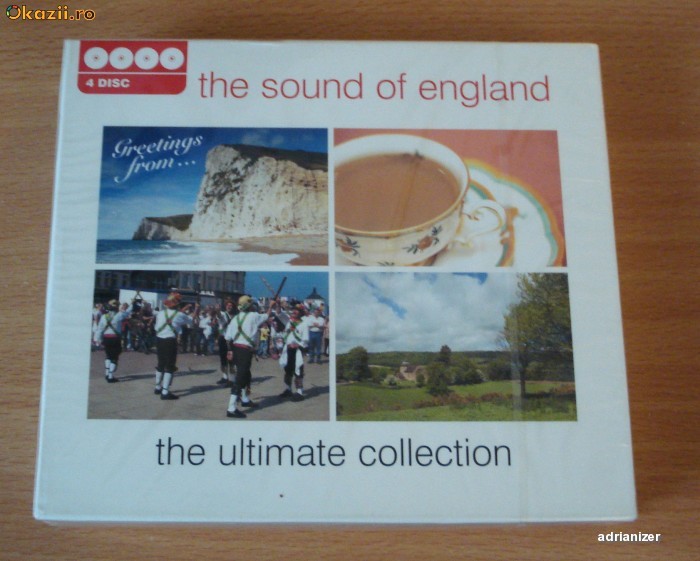 Okazii.ro
4 DISC
the sound of england
Greetings
from...
the ultimate collection
adrianizer